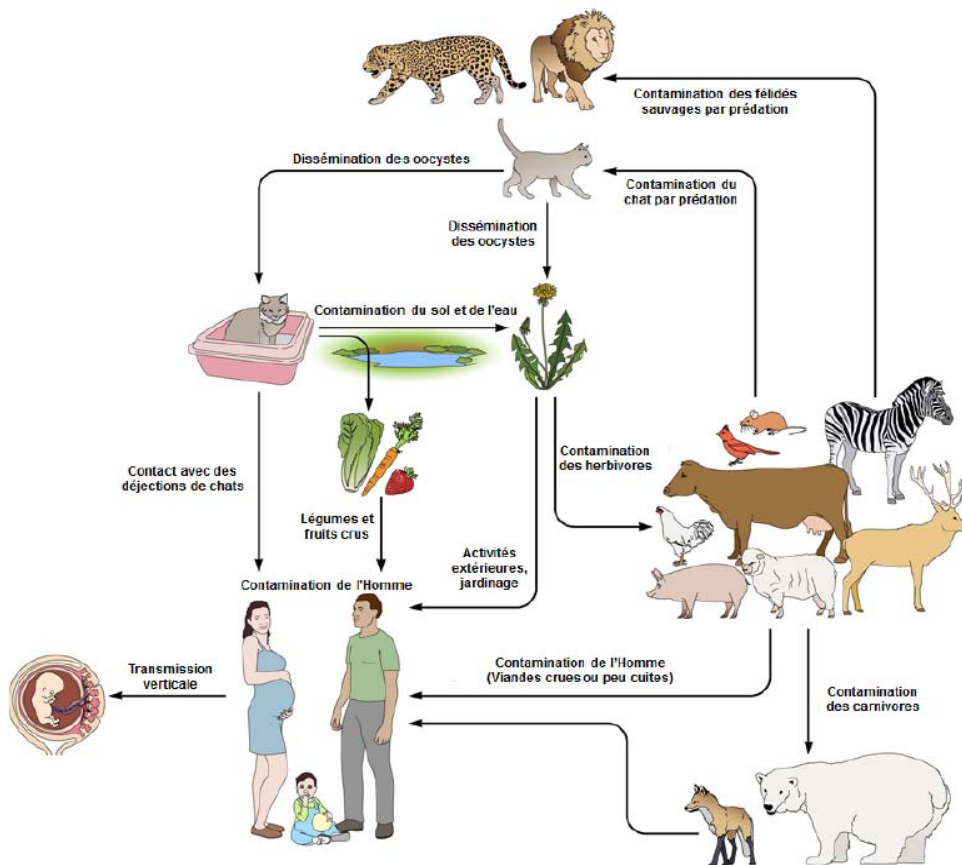 Contamination des félidés
sauvages par prédation
Dissémination des oocystes
Contamination du
chat par prédation
Dissémination
des oocystes
Contamination du sol et de l'eau
Contamination
des herbivores
Contact avec des
déjections de chats
Légumes et
fruits crus
Activités
extérieures,
jardinage
Contamination de l'Homme
Transmission
verticale
Contamination de l'Homme
(Viandes crues ou peu cuites)
Contamination
des carnivores